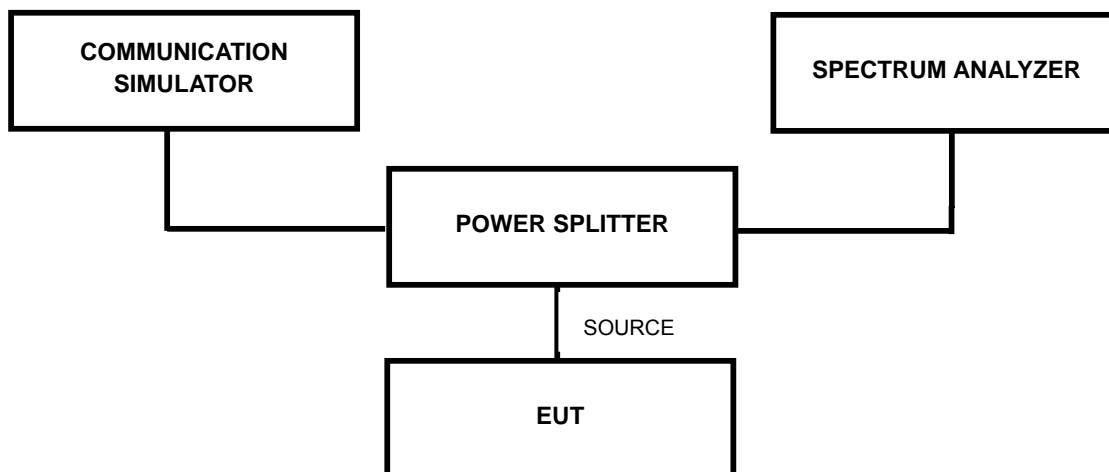 COMMUNICATION
SIMULATOR
SPECTRUM ANALYZER
POWER SPLITTER
SOURCE
EUT